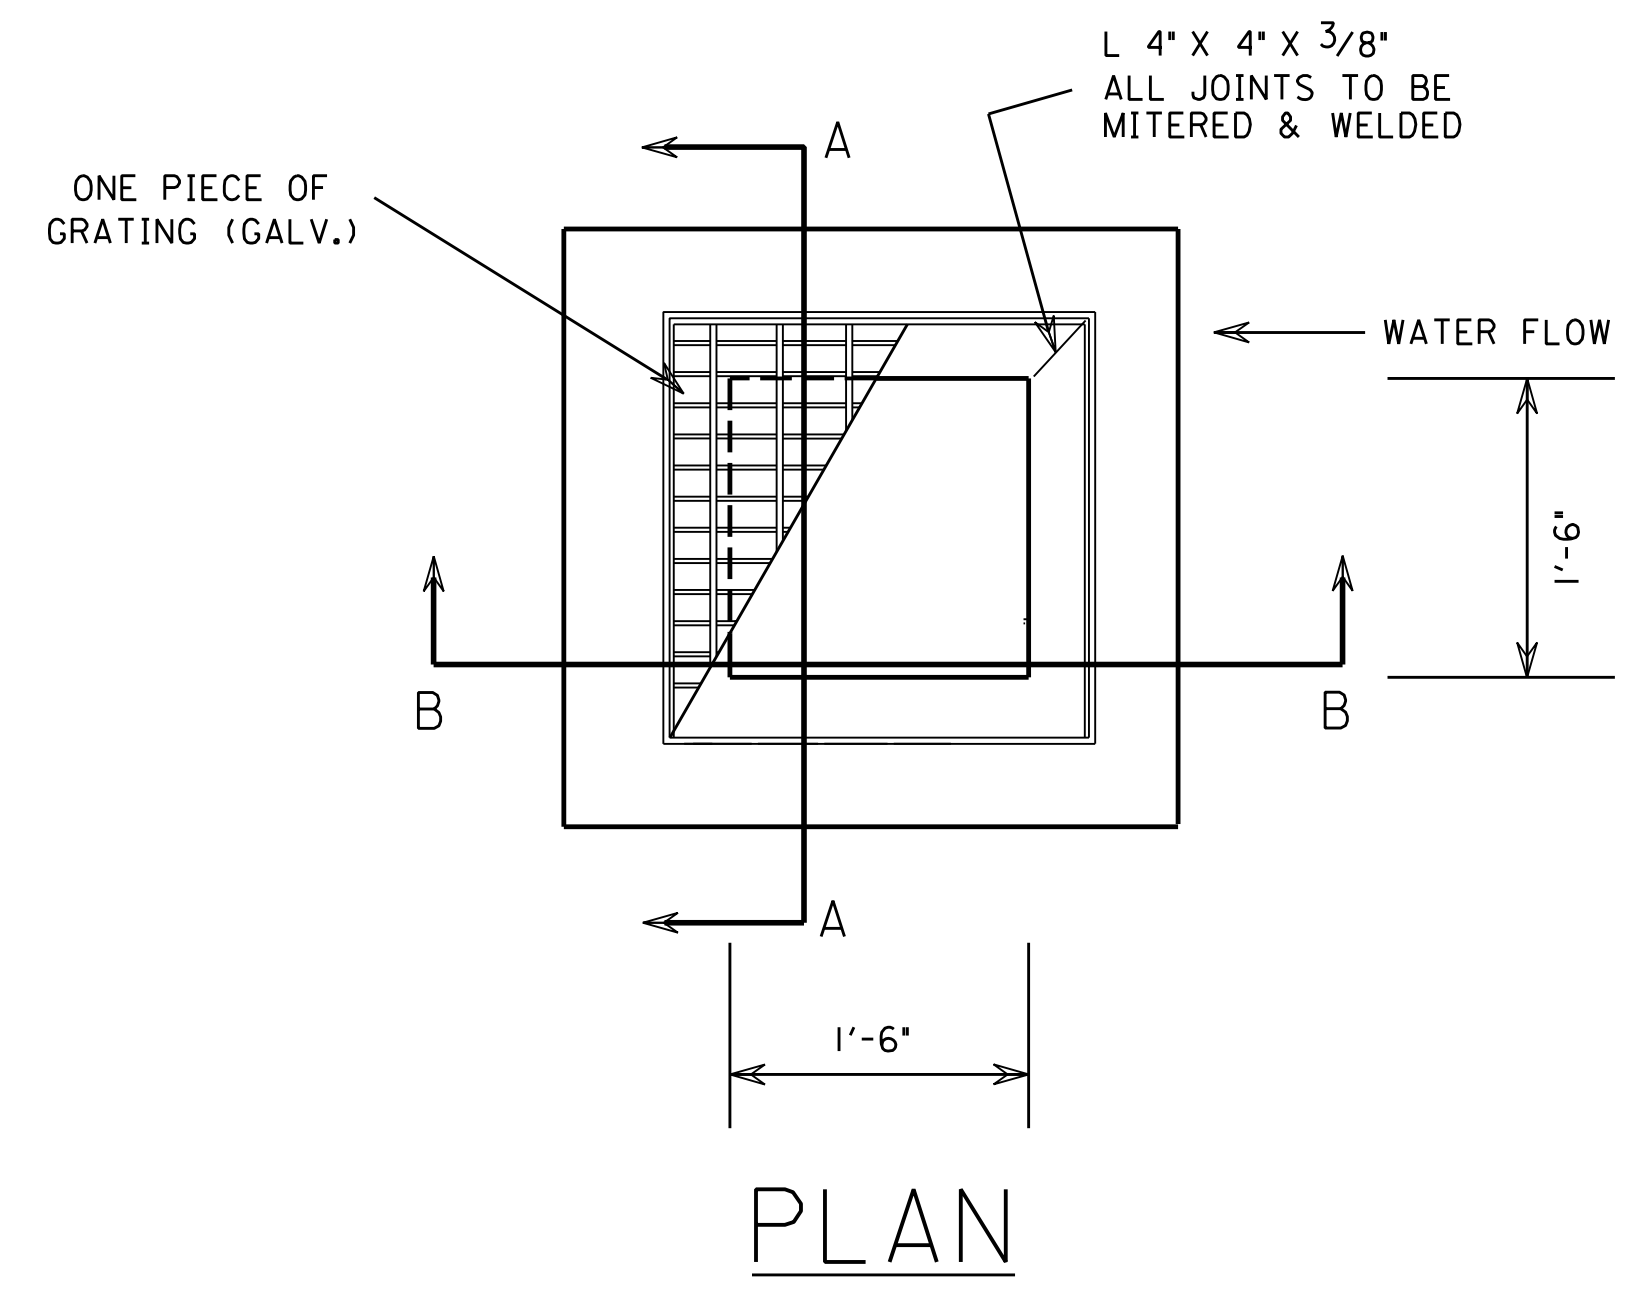 L 4" X 4" X 3/8"
ALL JOINTS TO BE
MITERED & WELDED
A
ONE PIECE OF
GRATING (GALV.)
WATER FLOW
1'-6"
B
B
A
1'-6"
PLAN